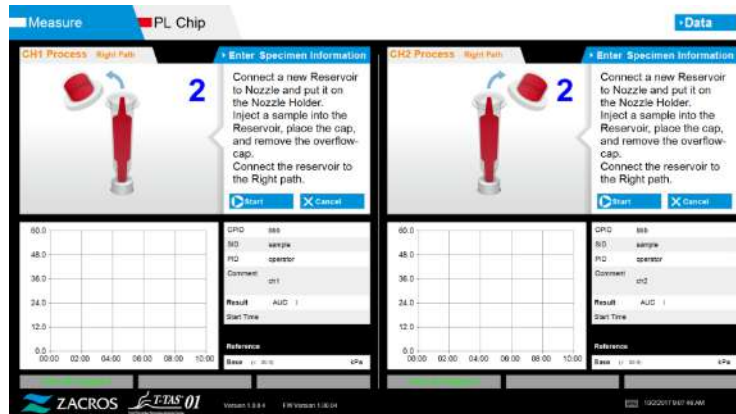 Measure
PL Chip
Data
CH1 Process Right Path
Enter Specimen Information
2
Connect a new Reservoir
to Nozzle and put it on
the Nozzle Holder.
Inject a sample into the
Reservoir, place the cap,
and remove the overflow-
cap.
Connect the reservoir to
the Right path.
Start
Cancel
60.0
48.0
36.0
24.0
12.0
0.0
00:00 02:00 04:00 06:00 08:00 10:00
SID sample
PID operator
Comment
ch1
Result AUC
Start Time
Reference
Base kPa
CH2 Process Right Path
Enter Specimen Information
2
Connect a new Reservoir
to Nozzle and put it on
the Nozzle Holder.
Inject a sample into the
Reservoir, place the cap,
and remove the overflow-
cap.
Connect the reservoir to
the Right path.
Start
Cancel
60.0
48.0
36.0
24.0
12.0
0.0
00:00 02:00 04:00 06:00 08:00 10:00
SID sample
PID operator
Comment
ch2
Result AUC
Start Time
Reference
Base kPa
ZACROS
T-TAS 01